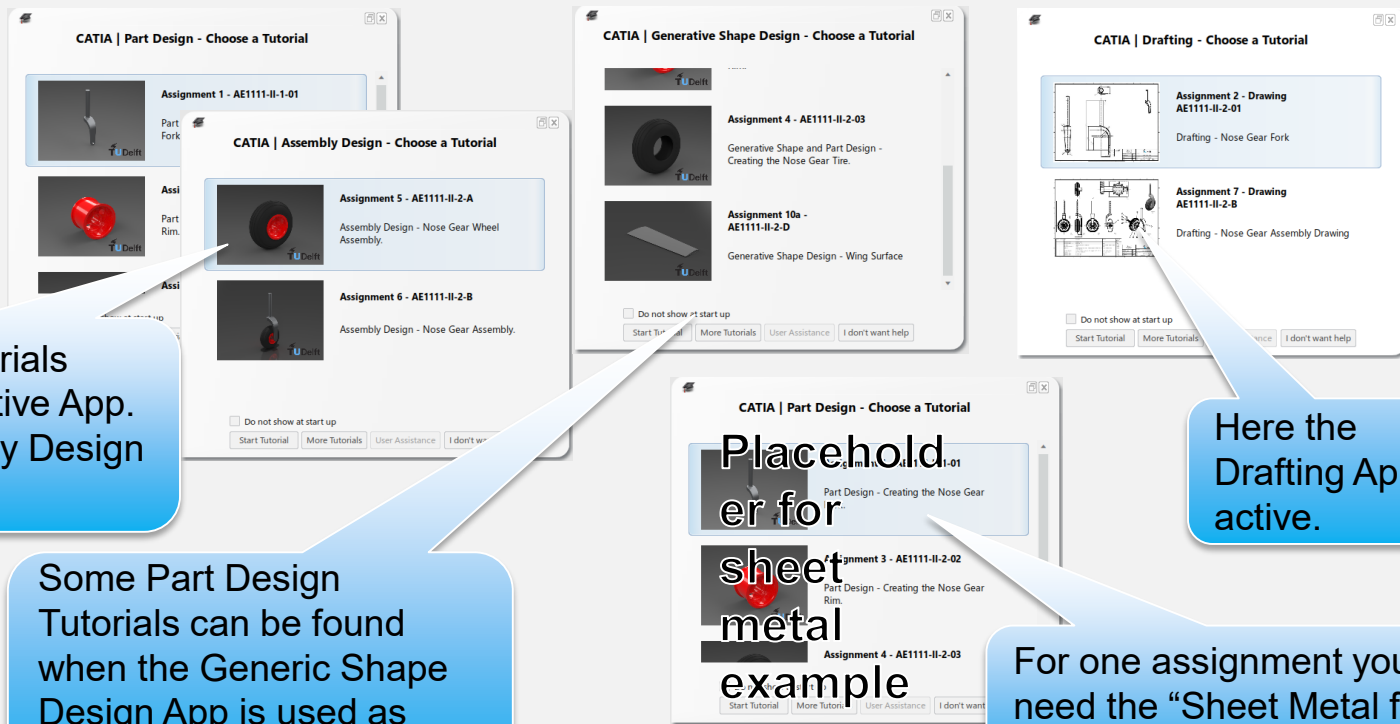 CATIA | Part Design - Choose a Tutorial
Assignment 1 - AE1111-II-1-01
Part
Fork
TUDelft
Assi
Part
Rim.
TUDelft
Assi
CATIA | Assembly Design - Choose a Tutorial
Assignment 5 - AE1111-II-2-A
Assembly Design - Nose Gear Wheel
Assembly.
TUDelft
Assignment 6 - AE1111-II-2-B
Assembly Design - Nose Gear Assembly.
TUDelft
Do not show at start up
Start Tutorial More Tutorials User Assistance I don't wa
CATIA | Generative Shape Design - Choose a Tutorial
TUDelft
Assignment 4 - AE1111-II-2-03
Generative Shape and Part Design -
Creating the Nose Gear Tire.
TUDelft
Assignment 10a -
AE1111-II-2-D
Generative Shape Design - Wing Surface
TUDelft
Do not show at start up
Start Tutorial More Tutorials User Assistance I don't want help
CATIA | Drafting - Choose a Tutorial
Assignment 2 - Drawing
AE1111-II-2-01
Drafting - Nose Gear Fork
Assignment 7 - Drawing
AE1111-II-2-B
Drafting - Nose Gear Assembly Drawing
Do not show at start up
Start Tutorial More Tutorials ance I don't want help
rials
tive App.
y Design
Some Part Design
Tutorials can be found
when the Generic Shape
Design App is used as
CATIA | Part Design - Choose a Tutorial
1-01
Part Design - Creating the Nose Gear
Assignment 3 - AE1111-II-2-02
Part Design - Creating the Nose Gear
Rim.
Assignment 4 - AE1111-II-2-03
Start Tutorial More Tutori User Assistance I don't want
Placehold
er for
sheet
metal
example
Here the
Drafting Ap
active.
For one assignment you
need the “Sheet Metal f